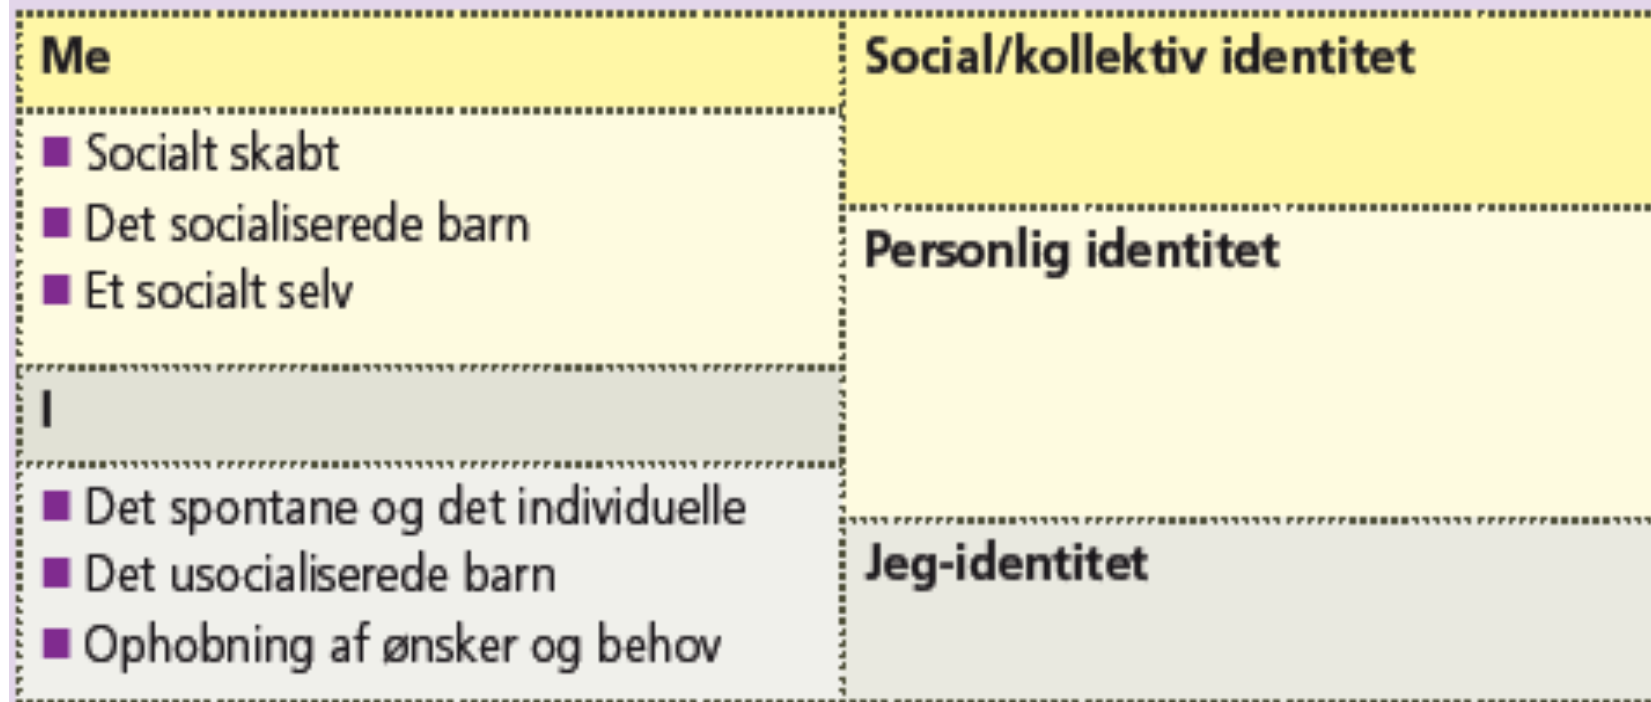 Me
Socialt skabt
Det socialiserede barn
Et socialt selv
I
Det spontane og det individuelle
Det usocialiserede barn
Ophobning af ønsker og behov
Social/kollektiv identitet
Personlig identitet
Jeg-identitet